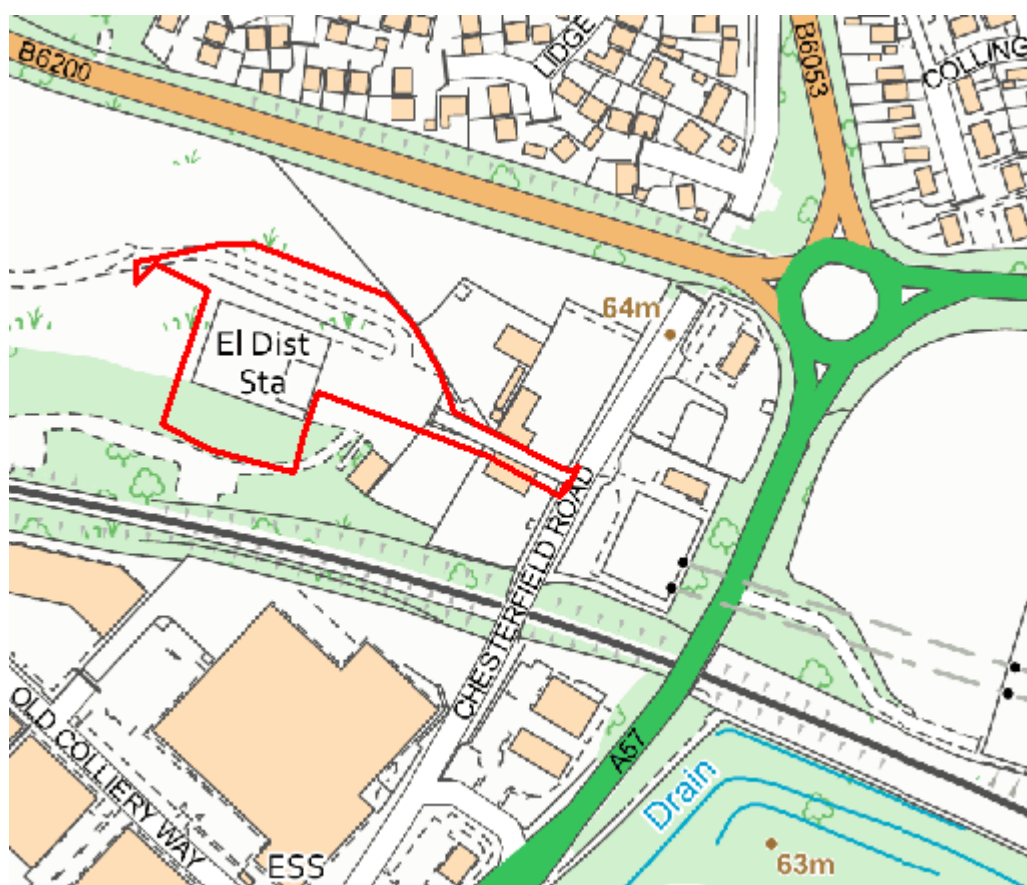 B6200
LIDGE
B6053
COLLING
64m
El Dist
Sta
CHESTERFIELD ROAD
OLD COLLIERY WAY
A57
Drain
63m
ESS